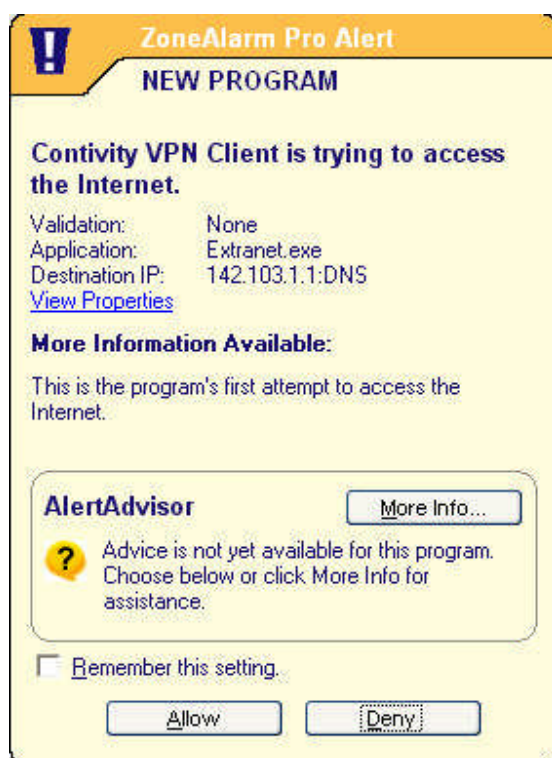 ZoneAlarm Pro Alert
NEW PROGRAM
Contivity VPN Client is trying to access
the Internet.
Validation: None
Application: Extranet.exe
Destination IP: 142.103.1.1:DNS
View Properties
More Information Available:
This is the program's first attempt to access the
Internet.
AlertAdvisor
More Info...
Advice is not yet available for this program.
Choose below or click More Info for
assistance.
Remember this setting.
Allow
Deny